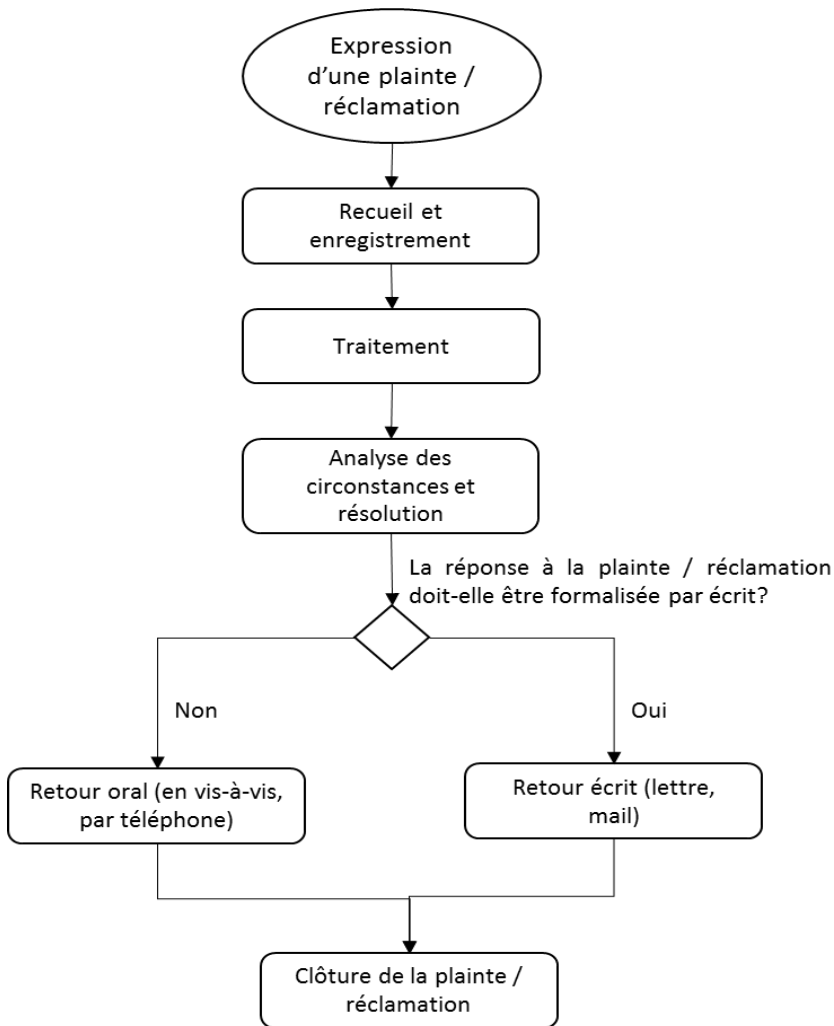 Expression
d’une plainte /
réclamation
Recueil et
enregistrement
Traitement
Analyse des
circonstances et
résolution
La réponse à la plainte / réclamation
doit-elle être formalisée par écrit?
Non
Oui
Retour oral (en vis-à-vis,
par téléphone)
Retour écrit (lettre,
mail)
Clôture de la plainte /
réclamation